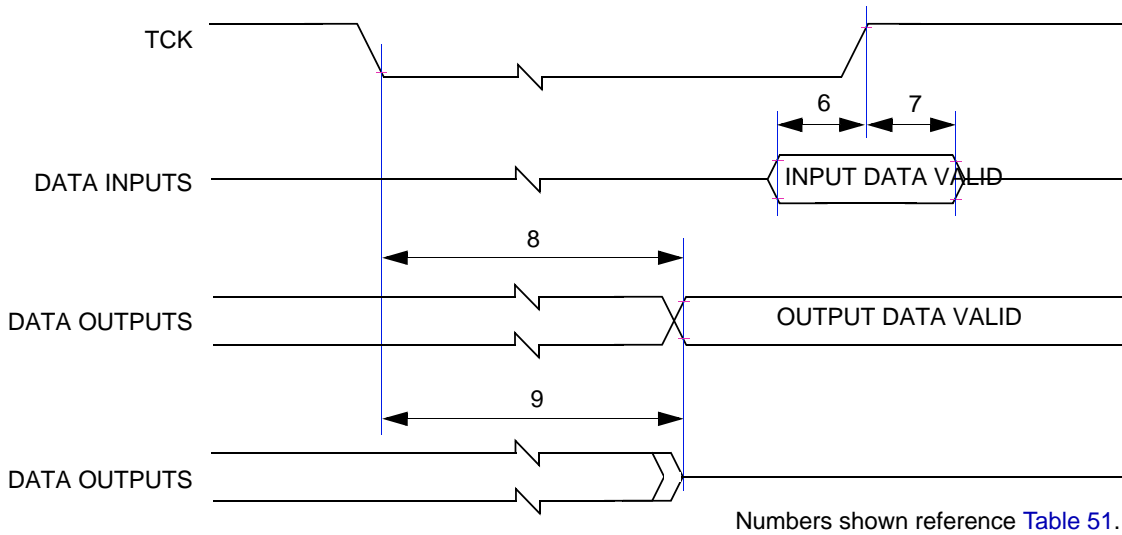 TCK
6
7
DATA INPUTS
INPUT DATA VALID
8
DATA OUTPUTS
OUTPUT DATA VALID
9
DATA OUTPUTS
Numbers shown reference Table 51.